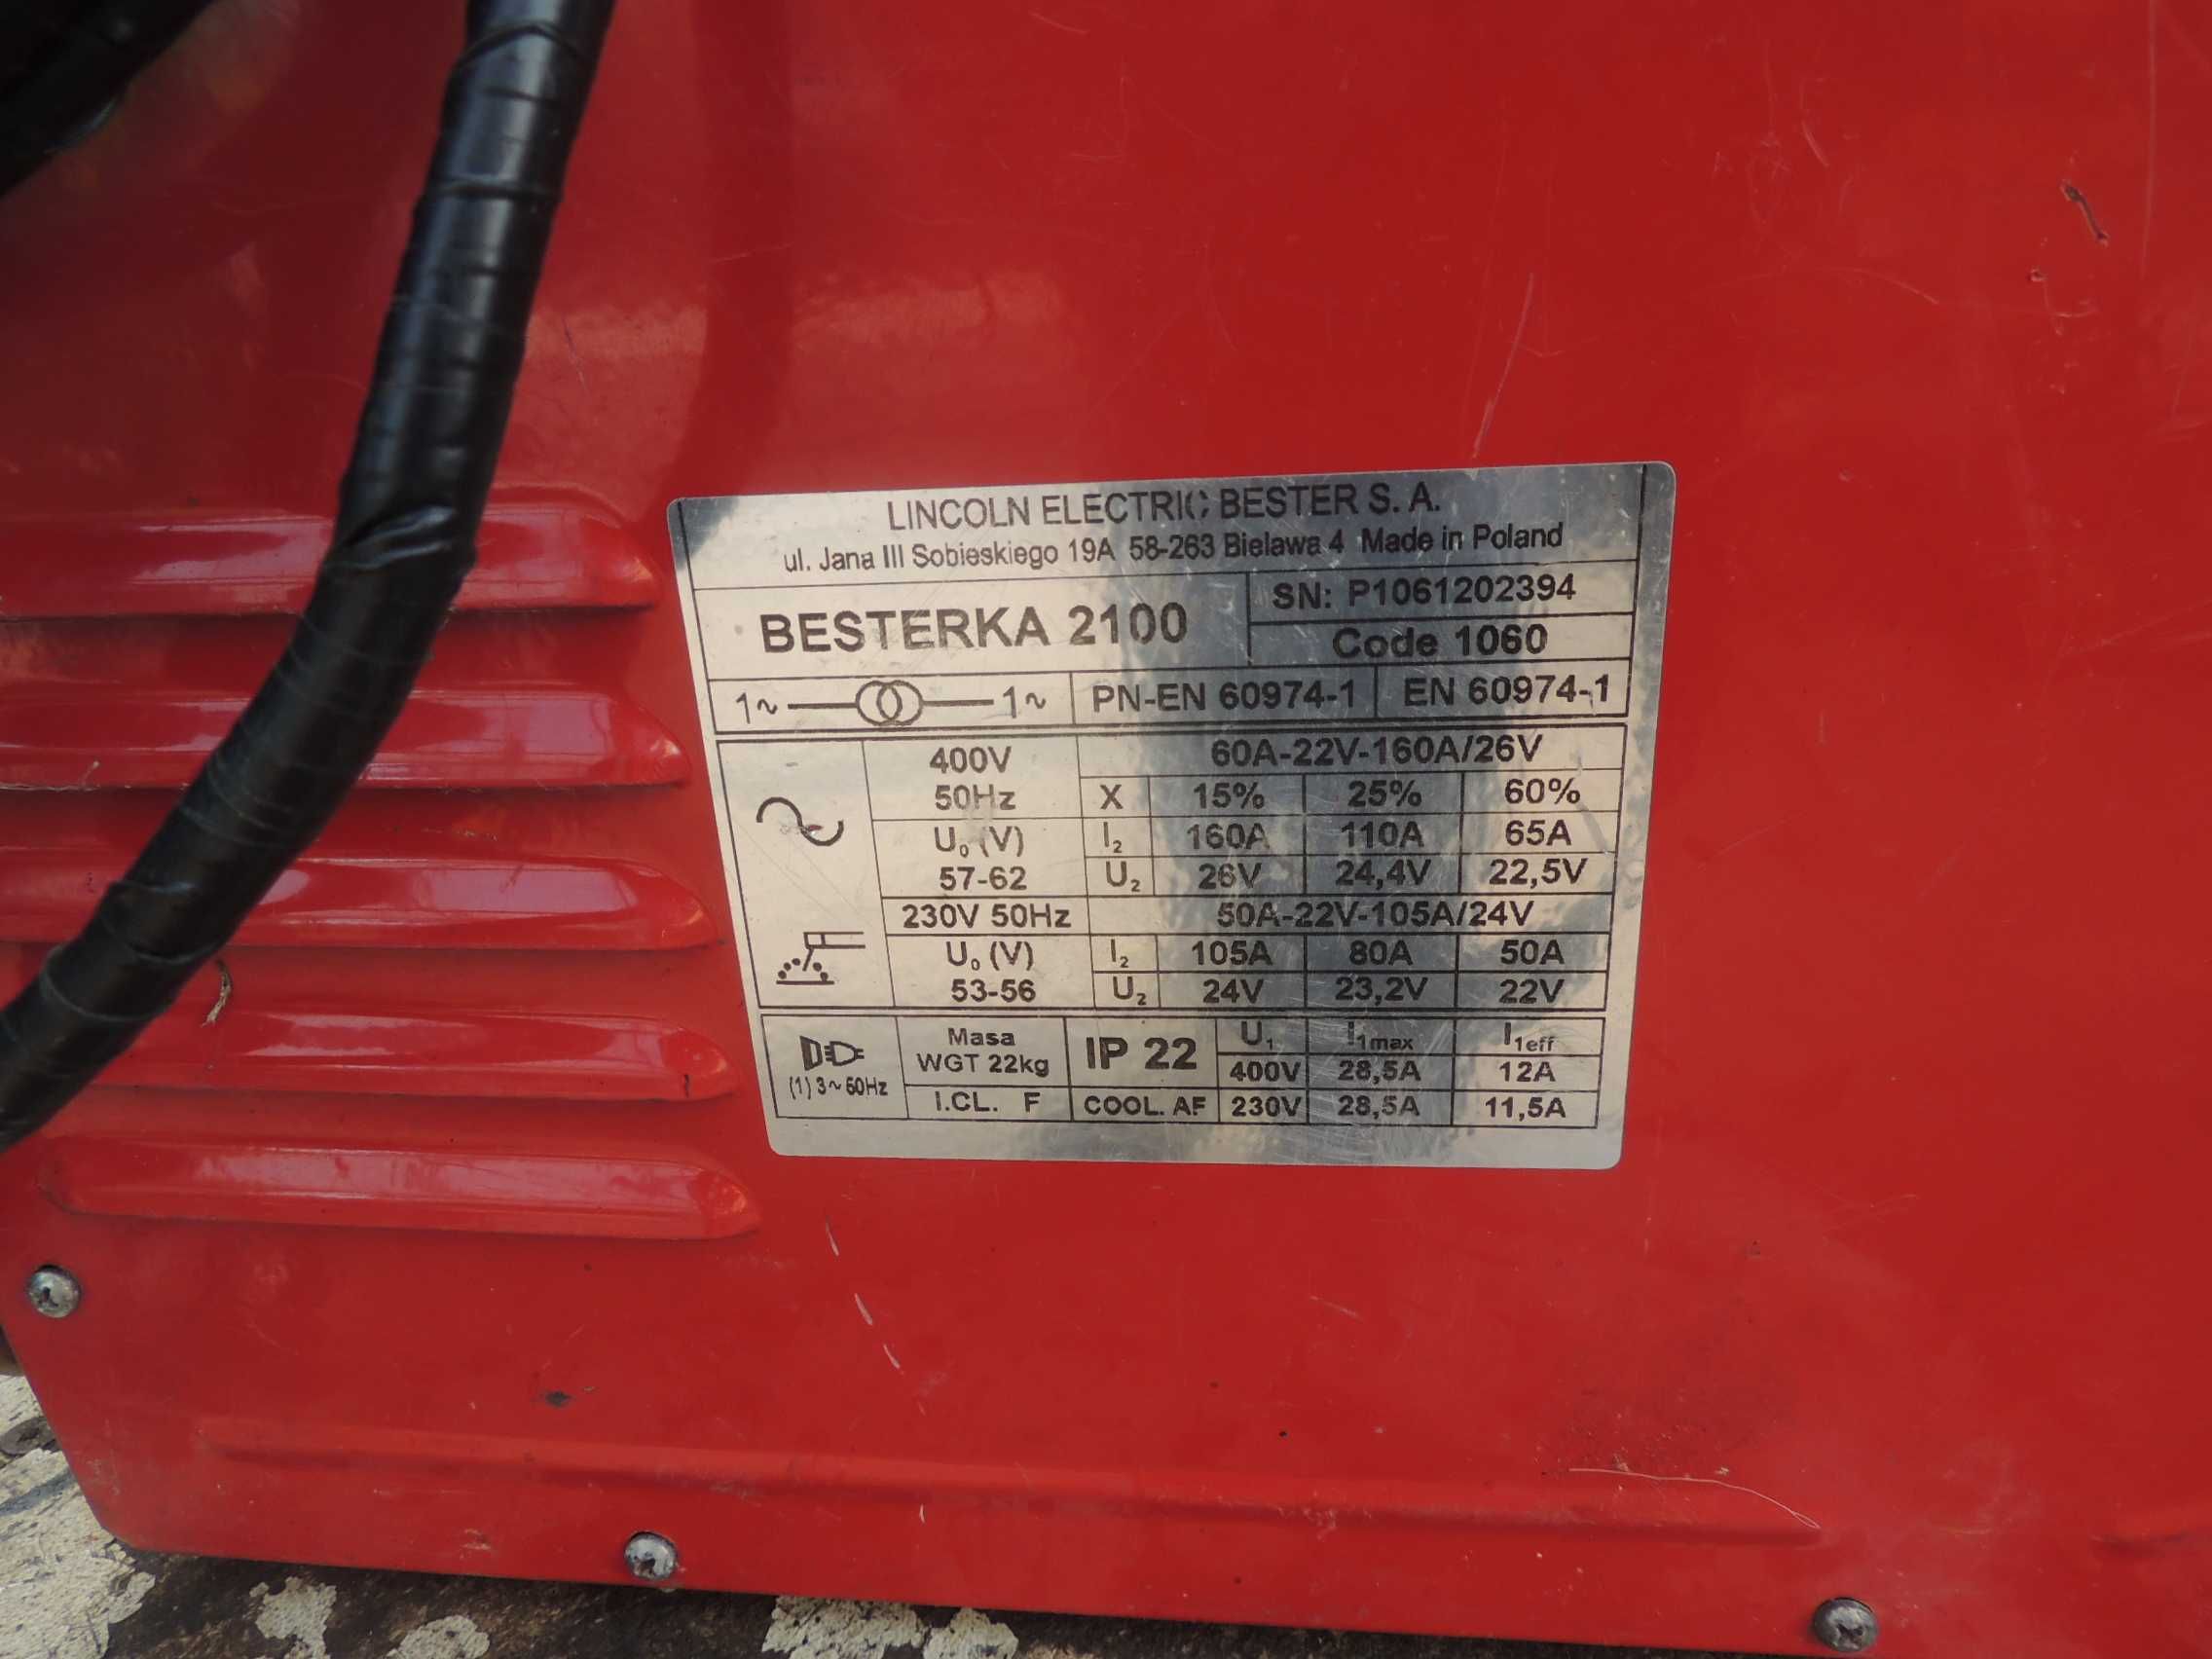 LINCOLN ELECTRIC BESTER S. A.
ul. Jana III Sobieskiego 19A 58-263 Bielawa 4 Made in Poland
BESTERKA 2100
SN: P1061202394
Code 1060
1~ 1~ PN-EN 60974-1 EN 60974-1
400V 60A-22V-160A/26V
50Hz X 15% 25% 60%
U₀ (V) I₂ 160A 110A 65A
57-62 U₂ 26V 24,4V 22,5V
230V 50Hz 50A-22V-105A/24V
U₀ (V) I₂ 105A 80A 50A
53-56 U₂ 24V 23,2V 22V
Masa
WGT 22kg
IP 22
U₁ I₁max I₁eff
400V 28,5A 12A
(1) 3~ 50Hz
I.CL. F COOL. AF 230V 28,5A 11,5A